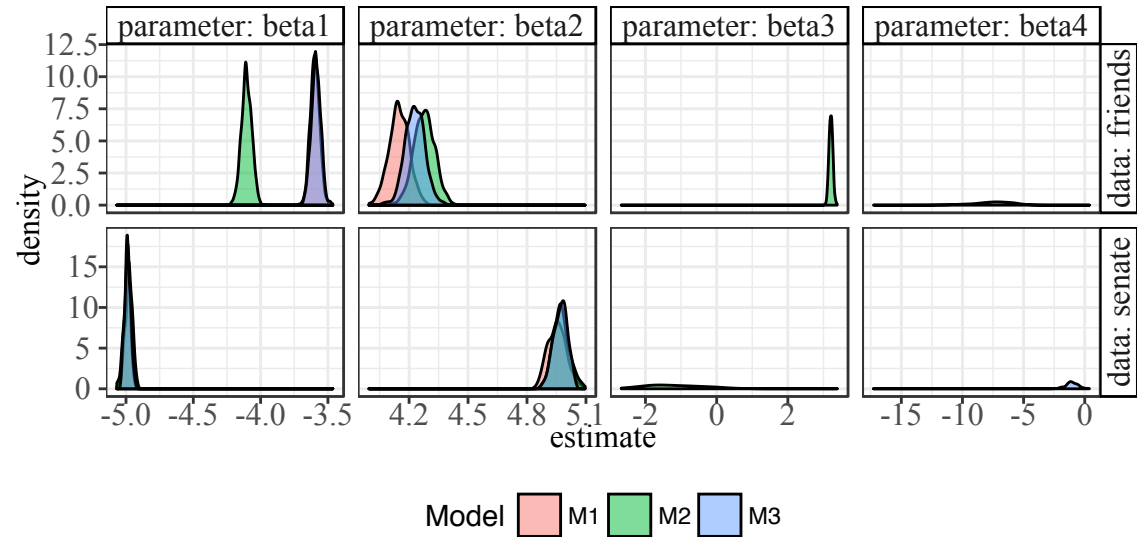 parameter: beta1 parameter: beta2 parameter: beta3 parameter: beta4
12.5
10.0
7.5
5.0
2.5
0.0
data: friends
density
15
10
5
0
data: senate
-5.0 -4.5 -4.0 -3.5 4.2 4.5 4.8 5.1 -2 0 2 -15 -10 -5 0
estimate
Model M1 M2 M3